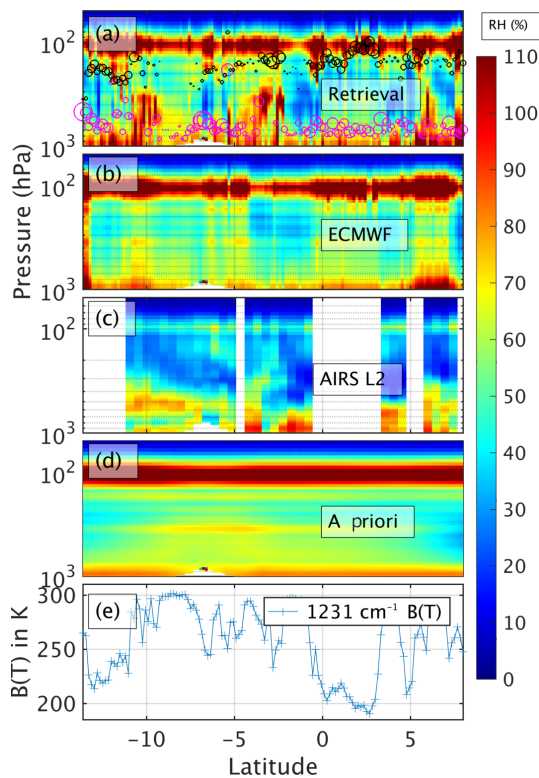 RH (%)
(a)
10²
Retrieval
10³
(b)
10²
ECMWF
10³
(c)
10²
AIRS L2
10³
(d)
10²
A priori
10³
(e)
300
1231 cm⁻¹ B(T)
250
200
−10
−5
0
5
Latitude
Pressure (hPa)
B(T) in K
110
100
90
80
70
60
50
40
30
20
10
0